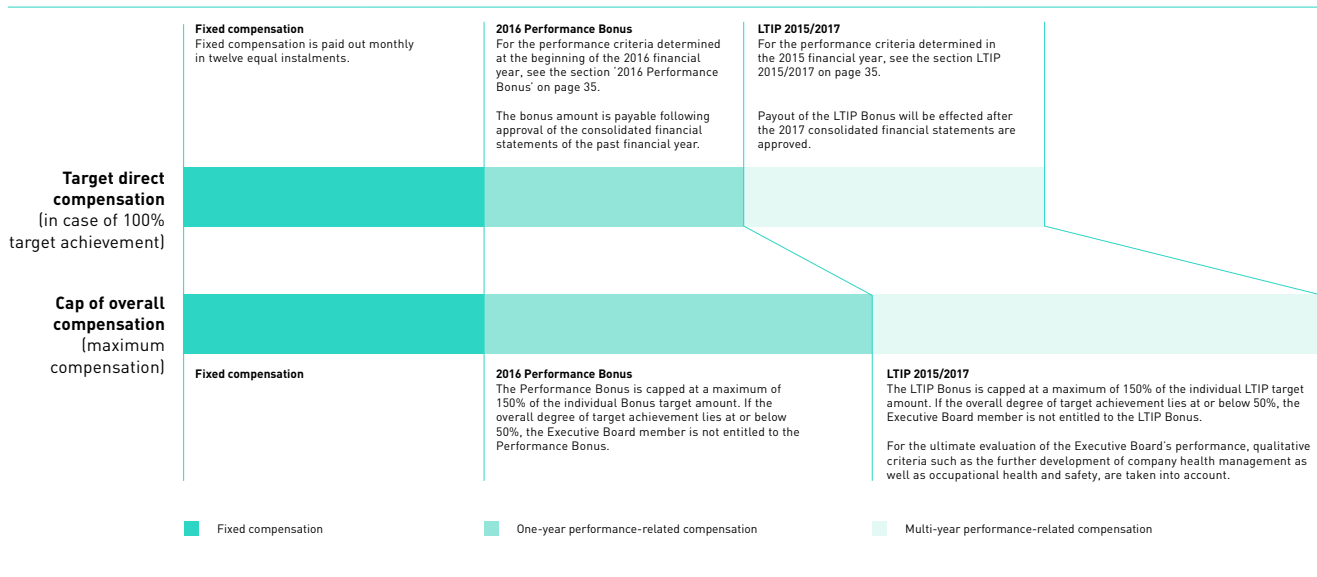 Fixed compensation
Fixed compensation is paid out monthly
in twelve equal instalments.
2016 Performance Bonus
For the performance criteria determined
at the beginning of the 2016 financial
year, see the section ‘2016 Performance
Bonus’ on page 35.
The bonus amount is payable following
approval of the consolidated financial
statements of the past financial year.
LTIP 2015/2017
For the performance criteria determined in
the 2015 financial year, see the section LTIP
2015/2017 on page 35.
Payout of the LTIP Bonus will be effected after
the 2017 consolidated financial statements are
approved.
Target direct
compensation
(in case of 100%
target achievement)
Cap of overall
compensation
(maximum
compensation)
Fixed compensation
2016 Performance Bonus
The Performance Bonus is capped at a maximum of
150% of the individual Bonus target amount. If the
overall degree of target achievement lies at or below
50%, the Executive Board member is not entitled to the
Performance Bonus.
LTIP 2015/2017
The LTIP Bonus is capped at a maximum of 150% of the individual LTIP target
amount. If the overall degree of target achievement lies at or below 50%, the
Executive Board member is not entitled to the LTIP Bonus.
For the ultimate evaluation of the Executive Board’s performance, qualitative
criteria such as the further development of company health management as
well as occupational health and safety, are taken into account.
Fixed compensation
One-year performance-related compensation
Multi-year performance-related compensation